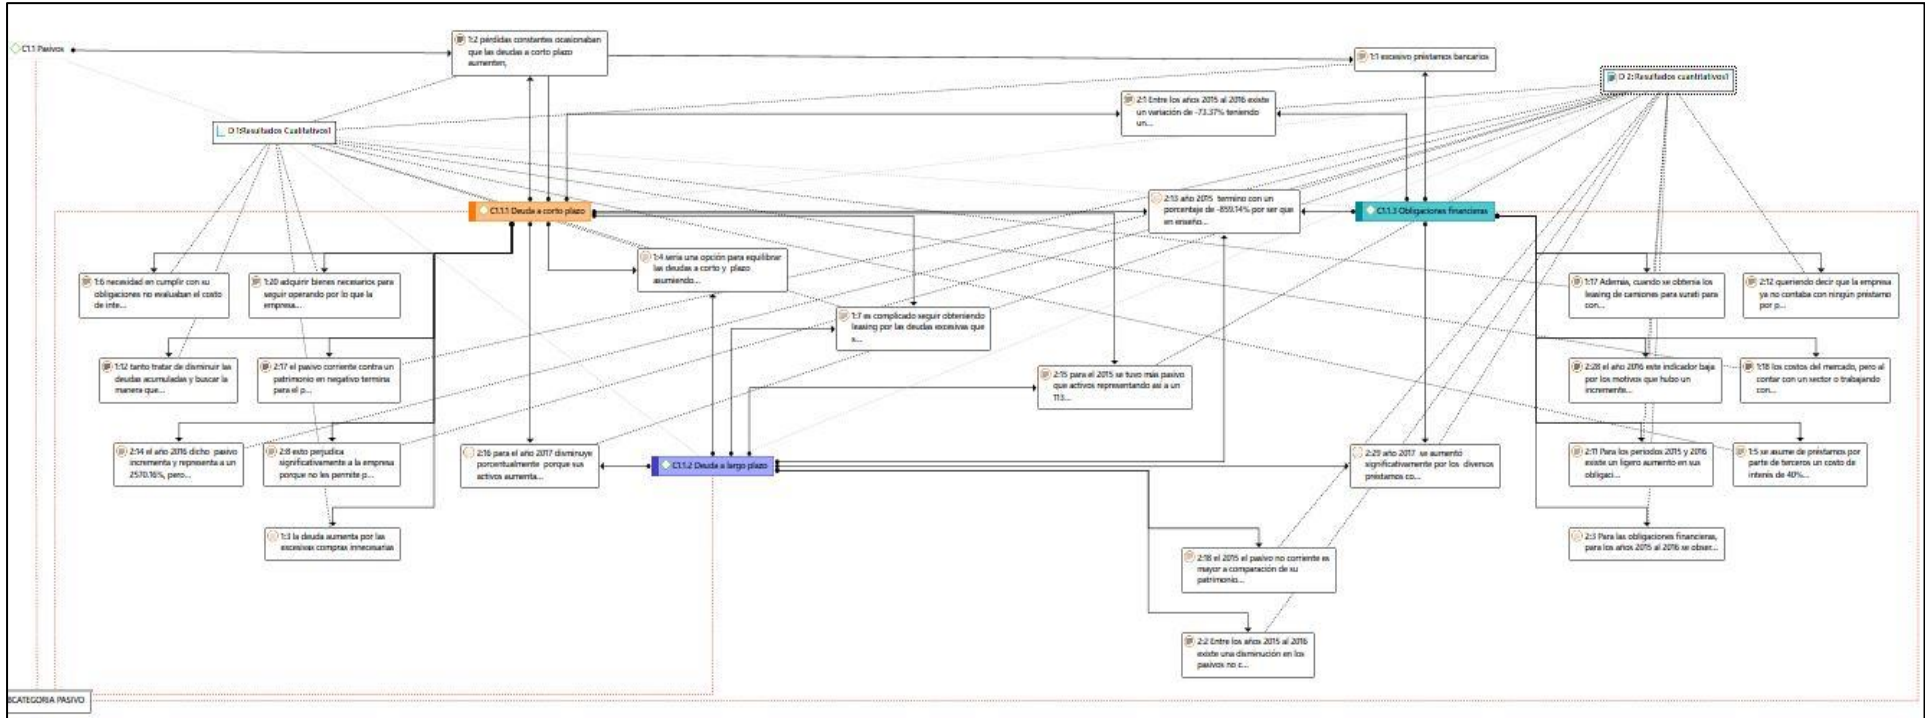 C1.1 Pasivos
1:2 pérdidas constantes ocasionaban
que las deudas a corto plazo
aumenten,
1:1 excesivo préstamos bancarios
D 2: Resultados cuantitativos1
2:1 Entre los años 2015 al 2016 existe
un variación de -73.37% teniendo
un...
D 1:Resultados Cualitativos1
C1.1.1 Deuda a corto plazo
2:13 año 2015 termino con un
porcentaje de -859.14% por ser que
en enseño...
C1.1.3 Obligaciones financieras
1:4 seria una opción para equilibrar
las deudas a corto y plazo
asumiendo...
1:6 necesidad en cumplir con su
obligaciones no evaluaban el costo
de inte...
1:20 adquirir bienes necesarios para
seguir operando por lo que la
empresa...
1:17 Además, cuando se obtenía los
leasing de camiones para
con...
2:12 queriendo decir que la empresa
ya no contaba con ningún préstamo
por p...
1:7 es complicado seguir obteniendo
leasing por las deudas excesivas que
s...
1:12 tanto tratar de disminuir las
deudas acumuladas y buscar la
manera que...
2:17 el pasivo corriente contra un
patrimonio en negativo termina
para el p...
2:15 para el 2015 se tuvo más pasivo
que activos representando así a un
113...
2:28 el año 2016 este indicador baja
por los motivos que hubo un
incremente...
1:18 los costos del mercado, pero al
contar con un sector o trabajando
con...
2:14 el año 2016 dicho pasivo
incrementa y representa a un
2570.16%, pero...
2:8 esto perjudica
significativamente a la empresa
porque no les permite p...
2:16 para el año 2017 disminuye
porcentualmente porque sus
activos aumenta...
C1.1.2 Deuda a largo plazo
2:29 año 2017 se aumentó
significativamente por los diversos
préstamos co...
2:11 Para los periodos 2015 y 2016
existe un ligero aumento en sus
obligaci...
1:5 se asume de préstamos por
parte de terceros un costo de
interés de 40%...
1:3 la deuda aumenta por las
excesivas compras innecesarias
2:3 Para las obligaciones financieras,
para los años 2015 al 2016 se obser...
2:18 el 2015 el pasivo no corriente es
mayor a comparación de su
patrimonio...
2:2 Entre los años 2015 al 2016
existe una disminución en los
pasivos no c...
BCATEGORIA PASIVO